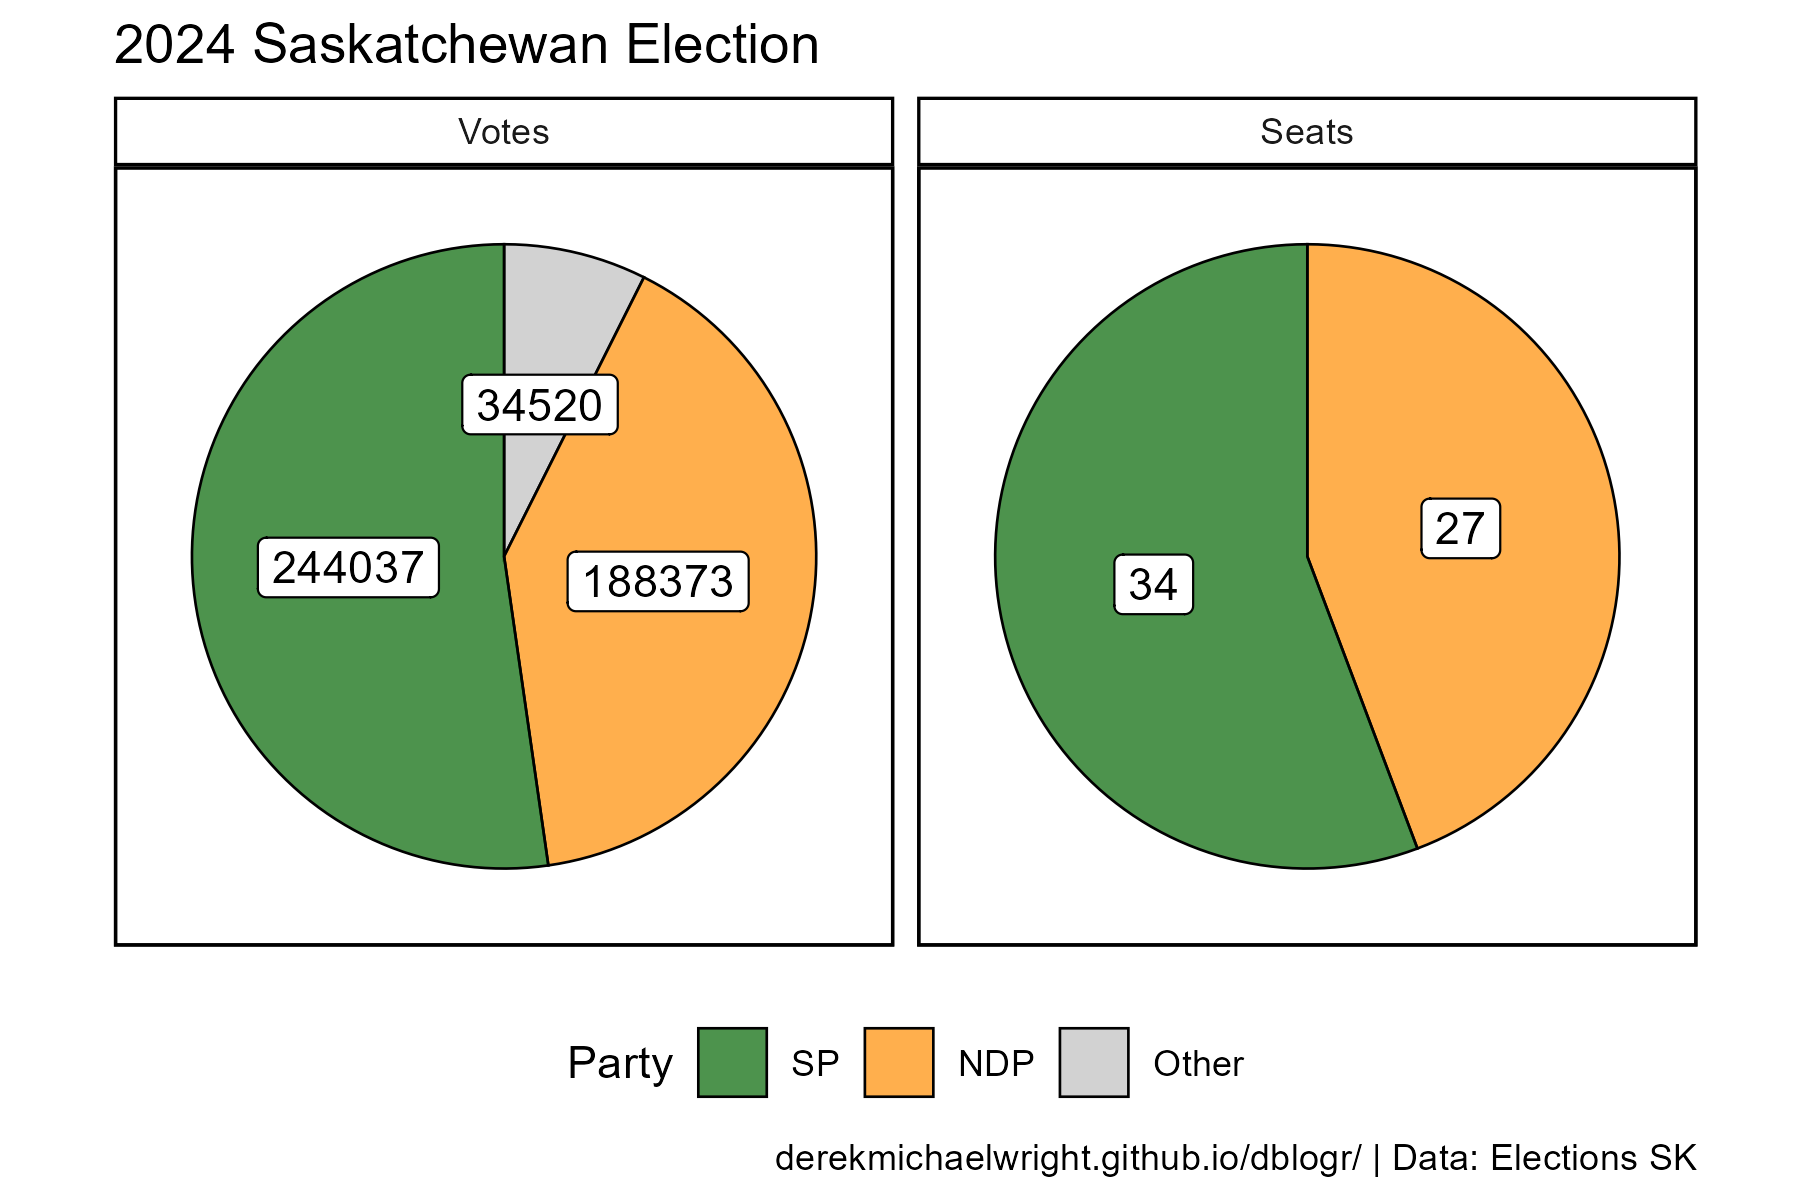 2024 Saskatchewan Election
Votes
Seats
34520
244037
188373
27
34
Party SP NDP Other
derekmichaelwright.github.io/dblogr/ | Data: Elections SK